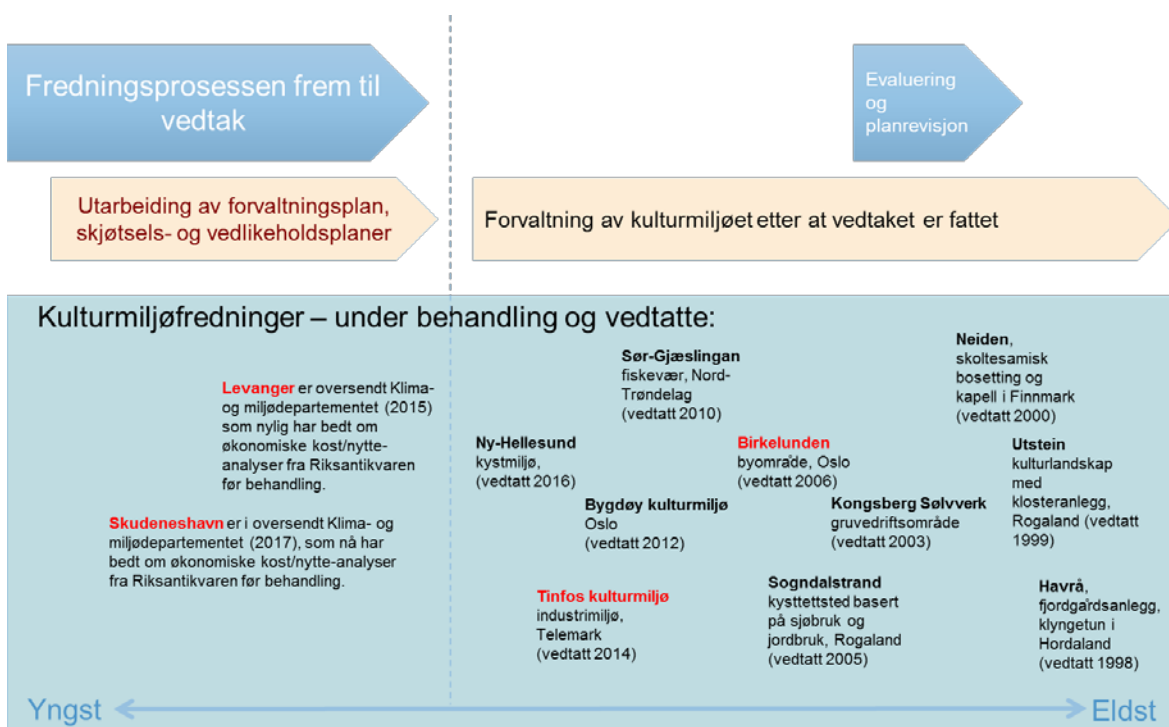 Fredningsprosessen frem til
vedtak
Evaluering
og
planrevisjon
Utarbeiding av forvaltningsplan,
skjøtsels- og vedlikeholdsplaner
Forvaltning av kulturmiljøet etter at vedtaket er fattet
Kulturmiljøfredninger – under behandling og vedtatte:
Levanger er oversendt Klima-
og miljødepartementet (2015)
som nylig har bedt om
økonomiske kost/nytte-
analyser fra Riksantikvaren
før behandling.
Skudeneshavn er i oversendt Klima- og
miljødepartementet (2017), som nå har
bedt om økonomiske kost/nytte-analyser
fra Riksantikvaren før behandling.
Sør-Gjæslingan
fiskevær, Nord-
Trøndelag
(vedtatt 2010)
Neiden,
skoltesamisk
bosetting og
kapell i Finnmark
(vedtatt 2000)
Ny-Hellesund
kystmiljø,
(vedtatt 2016)
Birkelunden
byområde, Oslo
(vedtatt 2006)
Utstein
kulturlandskap
med
klosteranlegg,
Rogaland (vedtatt
1999)
Bygdøy kulturmiljø
Oslo
(vedtatt 2012)
Kongsberg Sølvverk
gruvedriftsområde
(vedtatt 2003)
Tinfos kulturmiljø
industrimiljø,
Telemark
(vedtatt 2014)
Sogndalstrand
kysttettsted basert
på sjøbruk og
jordbruk, Rogaland
(vedtatt 2005)
Havrå,
fjordgårdsanlegg,
klyngetun i
Hordaland
(vedtatt 1998)
Yngst
Eldst